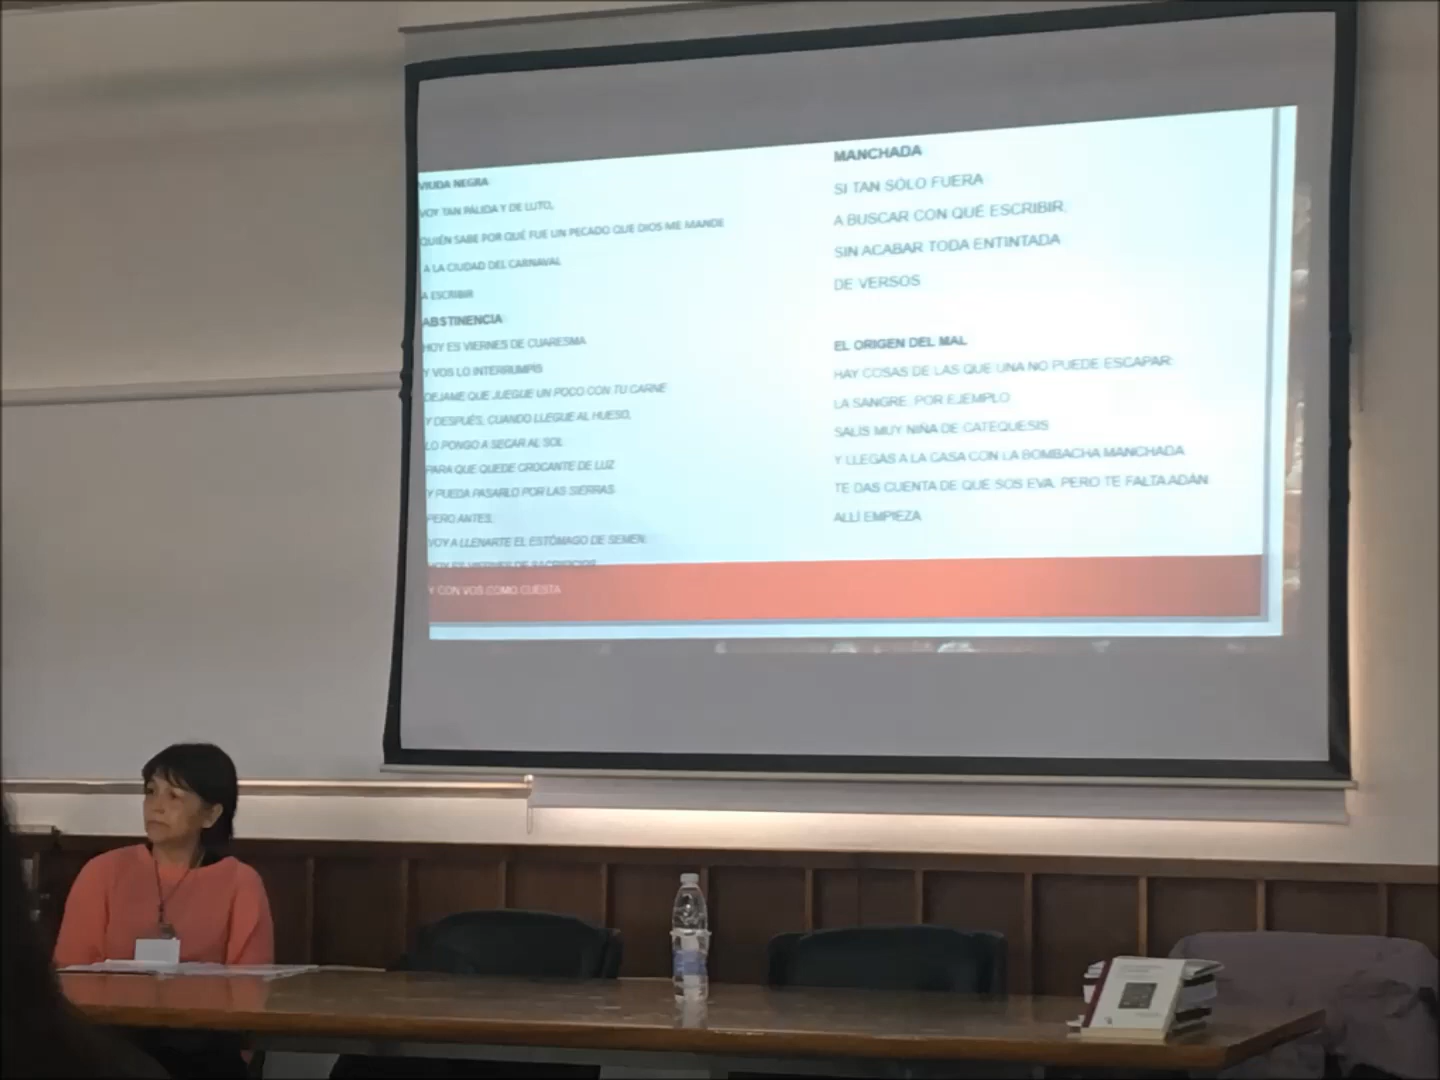 VIUDA NEGRA
VOY TAN PÁLIDA Y DE LUTO,
QUIÉN SABE POR QUÉ FUE UN PECADO QUE DIOS ME MANDE
A LA CIUDAD DEL CARNAVAL
A ESCRIBIR
ABSTINENCIA
HOY ES VIERNES DE CUARESMA
Y VOS LO INTERRUMPÍS
DEJAME QUE JUEGUE UN POCO CON TU CARNE
Y DESPUÉS, CUANDO LLEGUE AL HUESO,
LO PONGO A SECAR AL SOL
PARA QUE QUEDE CROCANTE DE LUZ
Y PUEDA PASARLO POR LAS SIERRAS
PERO ANTES,
VOY A LLENARTE EL ESTÓMAGO DE SEMEN:
HOY ES VIERNES DE SACRIFICIOS
Y CON VOS COMO CUESTA
MANCHADA
SI TAN SÓLO FUERA
A BUSCAR CON QUÉ ESCRIBIR,
SIN ACABAR TODA ENTINTADA
DE VERSOS
EL ORIGEN DEL MAL
HAY COSAS DE LAS QUE UNA NO PUEDE ESCAPAR:
LA SANGRE, POR EJEMPLO
SALÍS MUY NIÑA DE CATEQUESIS
Y LLEGAS A LA CASA CON LA BOMBACHA MANCHADA
TE DAS CUENTA DE QUE SOS EVA, PERO TE FALTA ADÁN
ALLÍ EMPIEZA